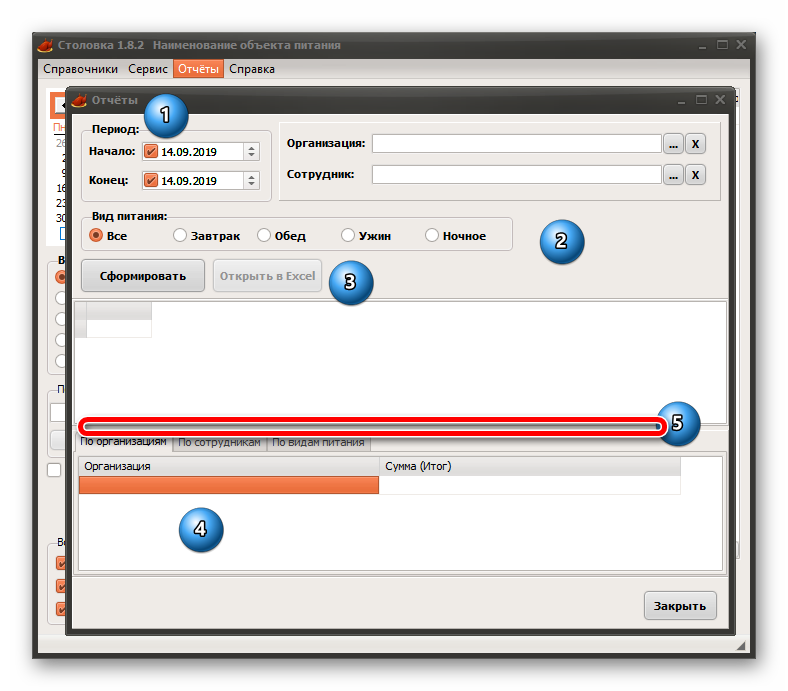 Столовка 1.8.2 Наименование объекта питания
Справочники Сервис Отчёты Справка
Отчёты
1
Период:
Начало: 14.09.2019
Конец: 14.09.2019
Организация: ... X
Сотрудник: ... X
Вид питания:
Все Завтрак Обед Ужин Ночное
2
Сформировать Открыть в Excel
3
5
По организациям По сотрудникам По видам питания
Организация Сумма (Итог)
4
Закрыть